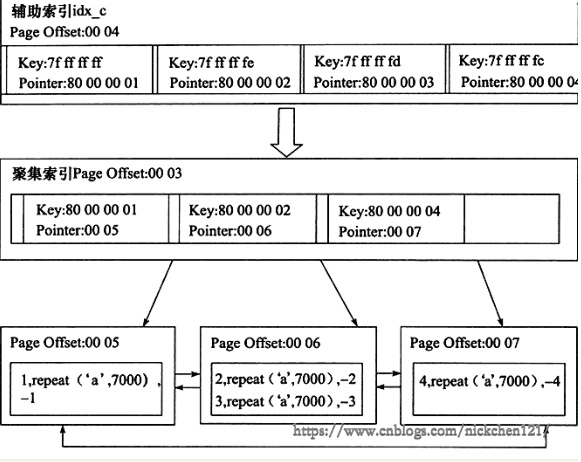 辅助索引idx_c
Page Offset:00 04
Key:7f ff ff ff
Pointer:80 00 00 01
Key:7f ff ff fe
Pointer:80 00 00 02
Key:7f ff ff fd
Pointer:80 00 00 03
Key:7f ff ff fc
Pointer:80 00 00 04
聚集索引Page Offset:00 03
Key:80 00 00 01
Pointer:00 05
Key:80 00 00 02
Pointer:00 06
Key:80 00 00 04
Pointer:00 07
Page Offset:00 05
1,repeat（‘a’,7000）,
-1
Page Offset:00 06
2,repeat（‘a’,7000）,-2
3,repeat（‘a’,7000）,-3
Page Offset:00 07
4,repeat（‘a’,7000）,-4
https://www.cnblogs.com/nickchen121/